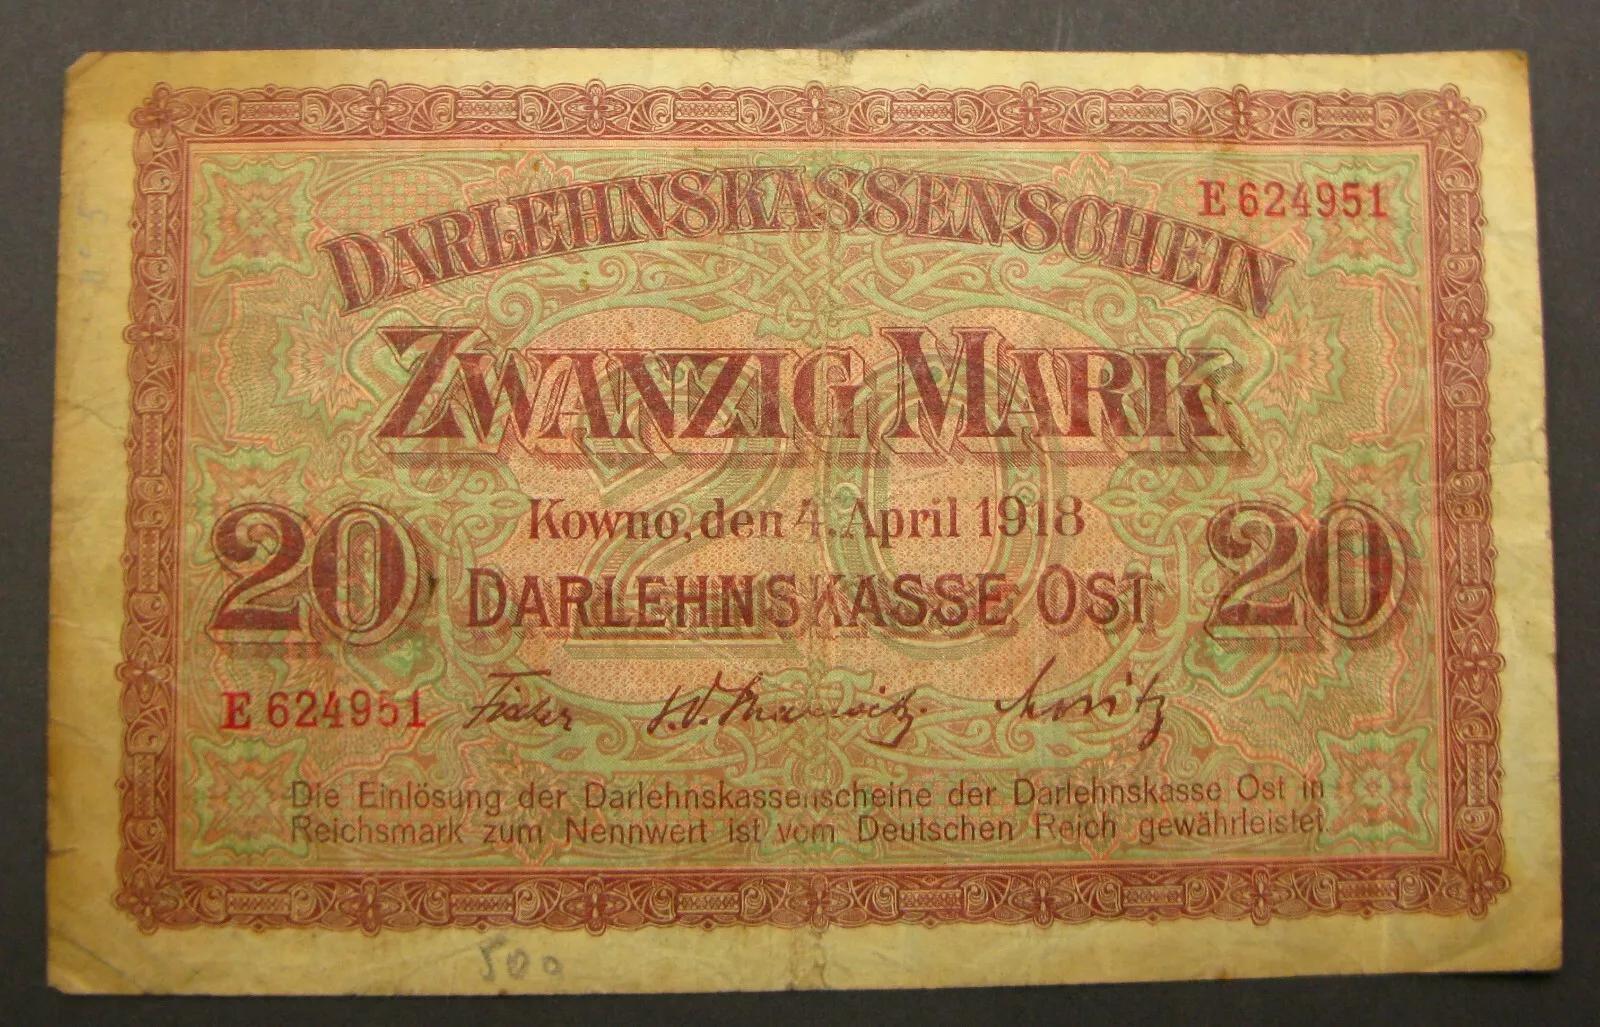 DARLEHNSKASSENSCHEIN
E 624951
ZWANZIG MARK
Kowno, den 4. April 1918
20 DARLEHNSKASSE OST 20
E 624951
Die Einlösung der Darlehnskassenscheine der Darlehnskasse Ost in
Reichsmark zum Nennwert ist vom Deutschen Reich gewährleistet.
500